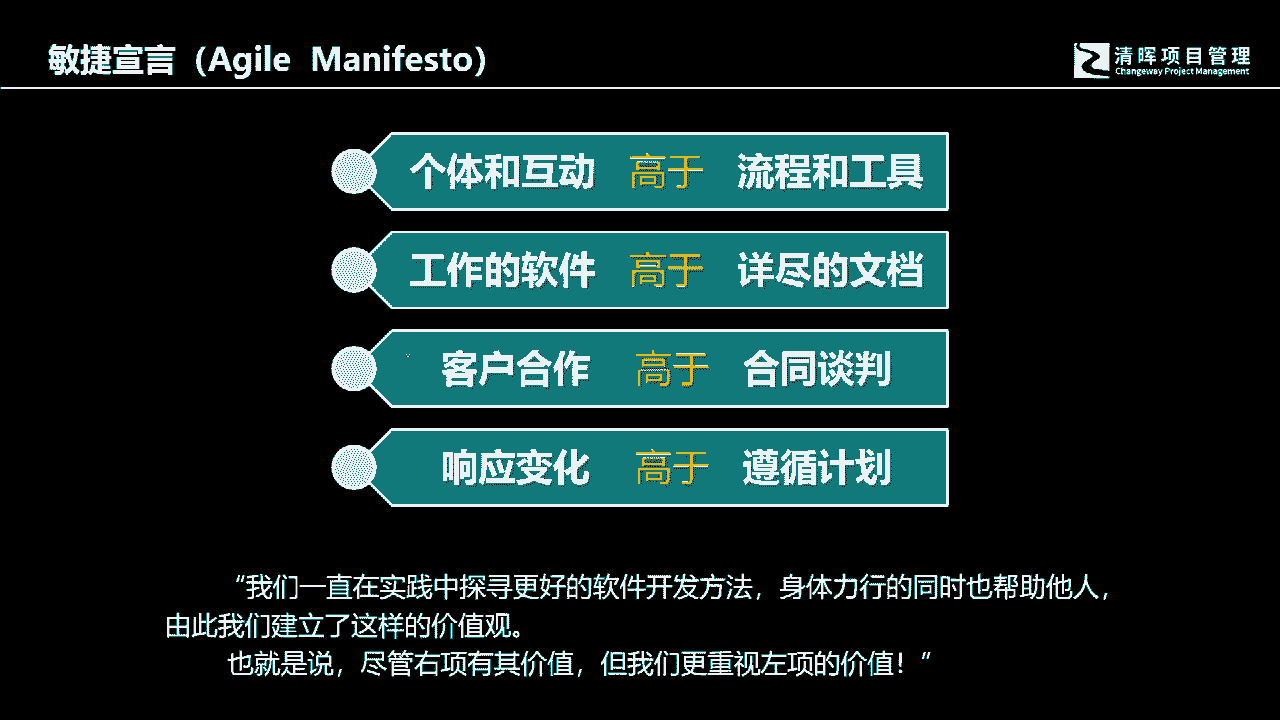 敏捷宣言（Agile Manifesto）
清晖项目管理
Changeway Project Management
个体和互动 高于 流程和工具
工作的软件 高于 详尽的文档
客户合作 高于 合同谈判
响应变化 高于 遵循计划
“我们一直在实践中探寻更好的软件开发方法，身体力行的同时也帮助他人，
由此我们建立了这样的价值观。
也就是说，尽管右项有其价值，但我们更重视左项的价值！”